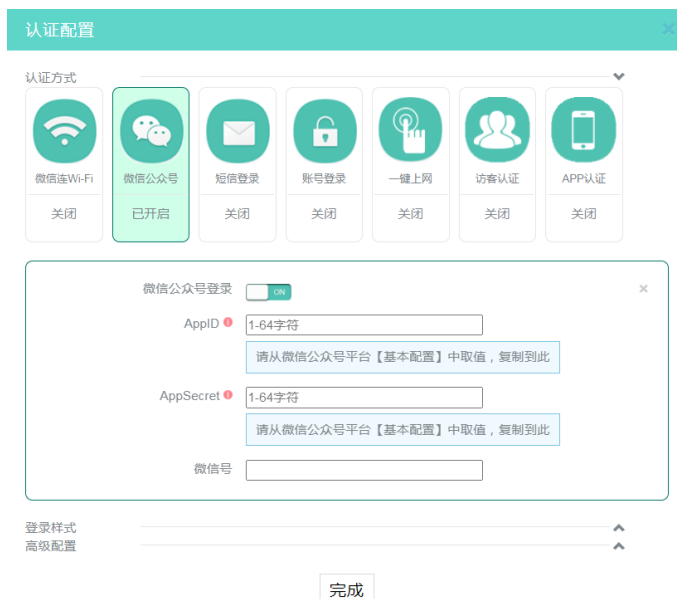 认证配置
认证方式
微信连Wi-Fi 微信公众号 短信登录 账号登录 一键上网 访客认证 APP认证
关闭 已开启 关闭 关闭 关闭 关闭 关闭
微信公众号登录 ON
AppID 1-64字符
请从微信公众号平台【基本配置】中取值，复制到此
AppSecret 1-64字符
请从微信公众号平台【基本配置】中取值，复制到此
微信号
登录样式
高级配置
完成